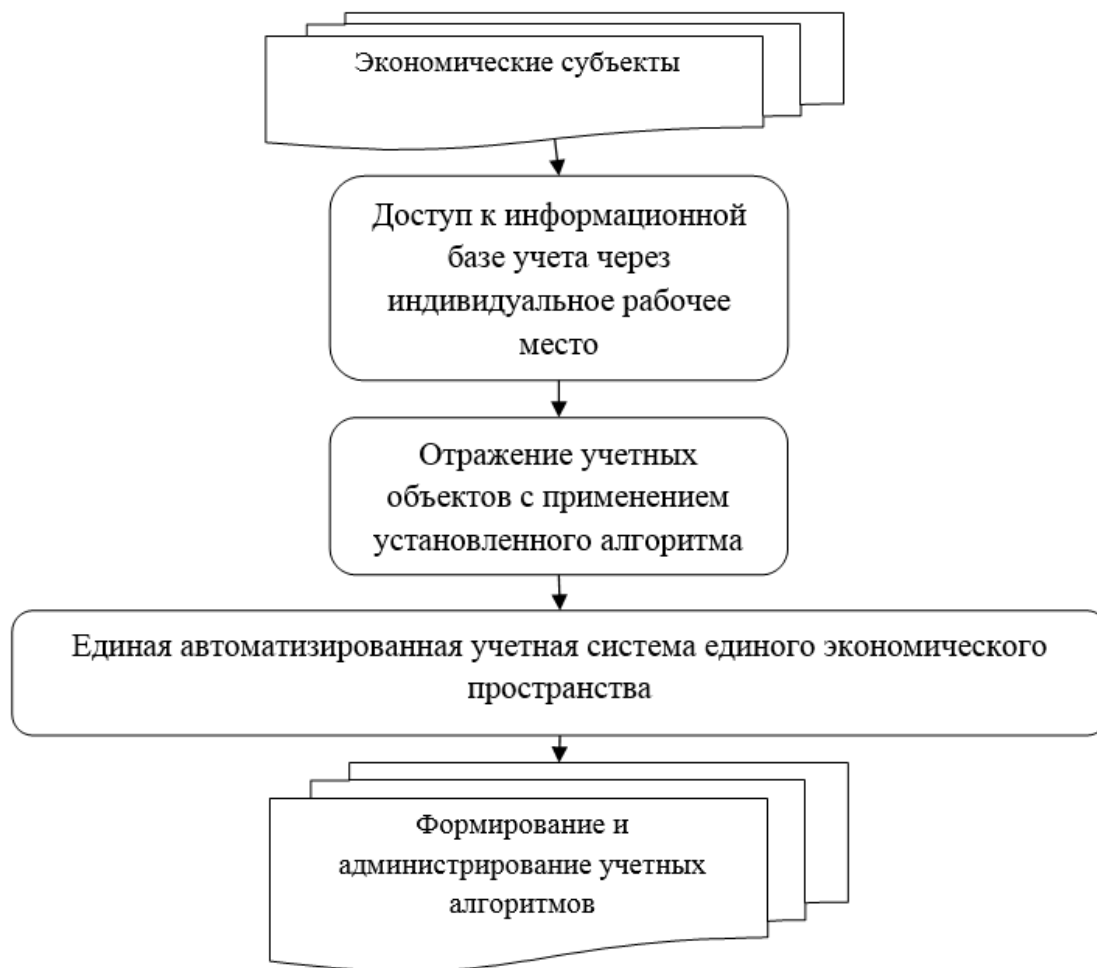 Экономические субъекты
Доступ к информационной
базе учета через
индивидуальное рабочее
место
Отражение учетных
объектов с применением
установленного алгоритма
Единая автоматизированная учетная система единого экономического
пространства
Формирование и
администрирование учетных
алгоритмов